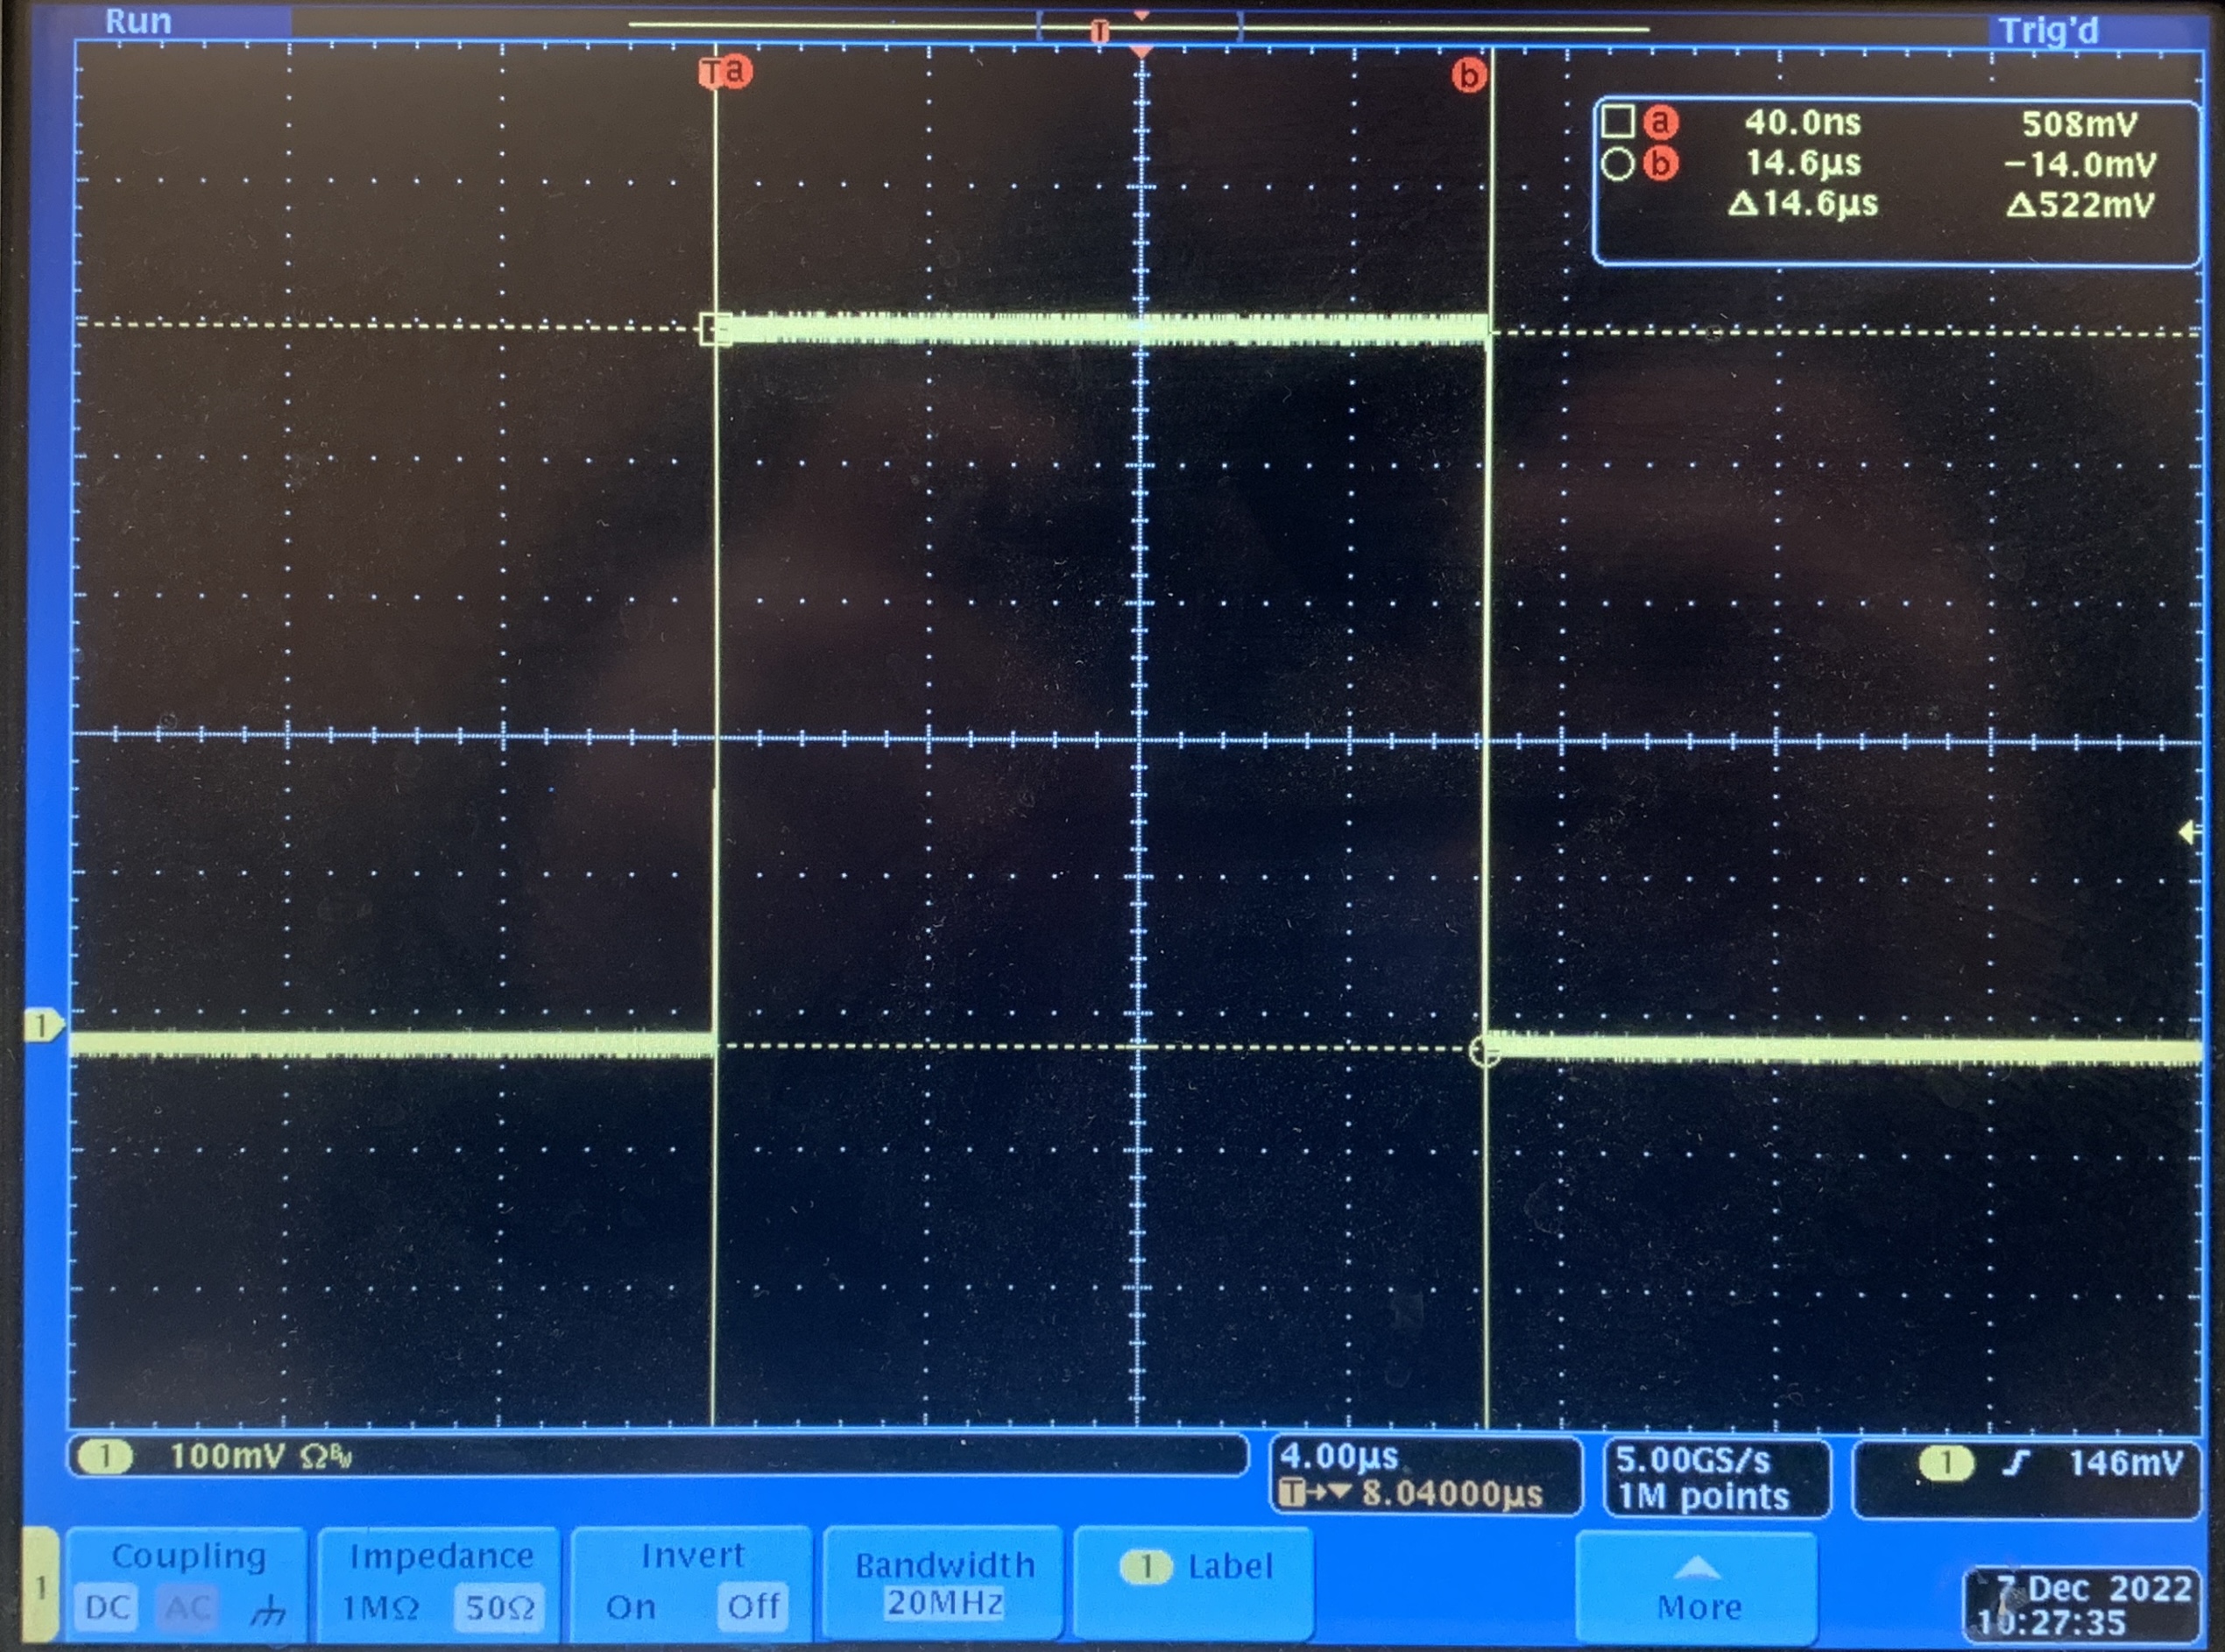 Run
Trig'd
T
T a
b
a 40.0ns 508mV
b 14.6µs −14.0mV
Δ14.6µs Δ522mV
1
1 100mV Ω BW
4.00µs
T→▼ 8.04000µs
5.00GS/s
1M points
1 146mV
1
Coupling
DC AC
Impedance
1MΩ 50Ω
Invert
On Off
Bandwidth
20MHz
1 Label
More
7 Dec 2022
10:27:35